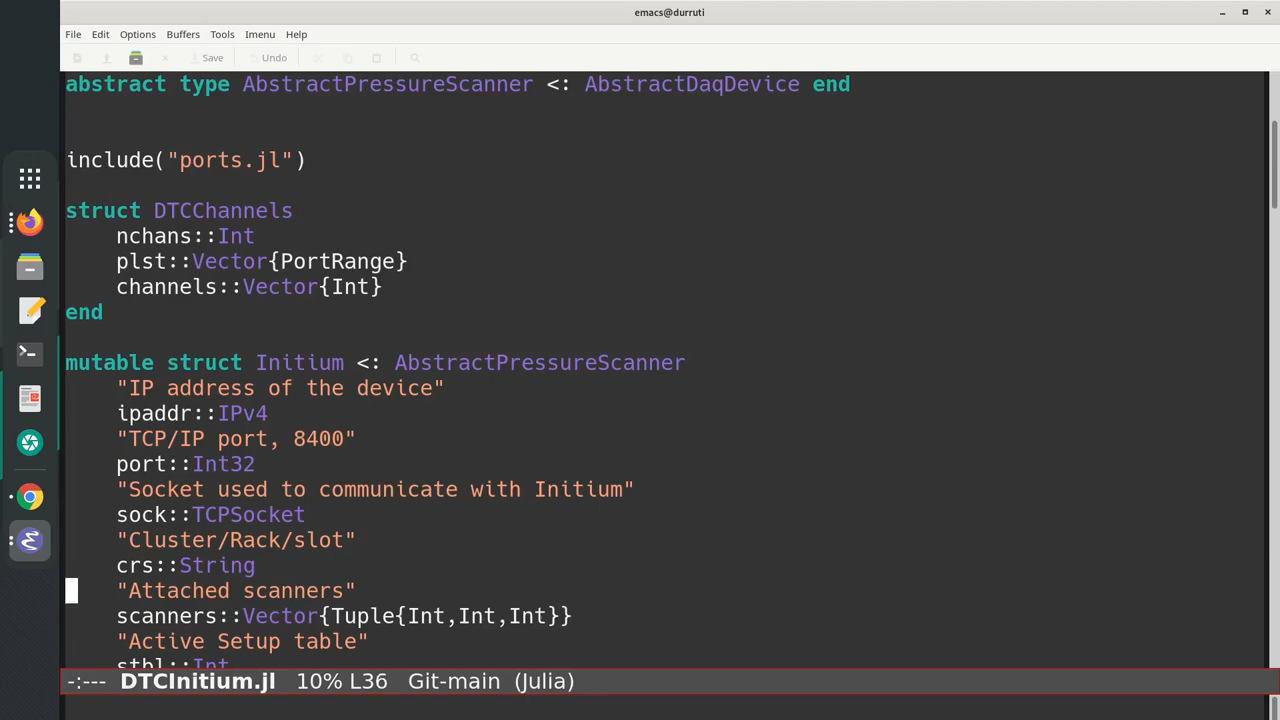 emacs@durruti
File Edit Options Buffers Tools Imenu Help
Save Undo
abstract type AbstractPressureScanner <: AbstractDaqDevice end
include("ports.jl")
struct DTCChannels
nchans::Int
plst::Vector{PortRange}
channels::Vector{Int}
end
mutable struct Initium <: AbstractPressureScanner
"IP address of the device"
ipaddr::IPv4
"TCP/IP port, 8400"
port::Int32
"Socket used to communicate with Initium"
sock::TCPSocket
"Cluster/Rack/slot"
crs::String
"Attached scanners"
scanners::Vector{Tuple{Int,Int,Int}}
"Active Setup table"
stbl::Int
-:--- DTCInitium.jl 10% L36 Git-main (Julia)